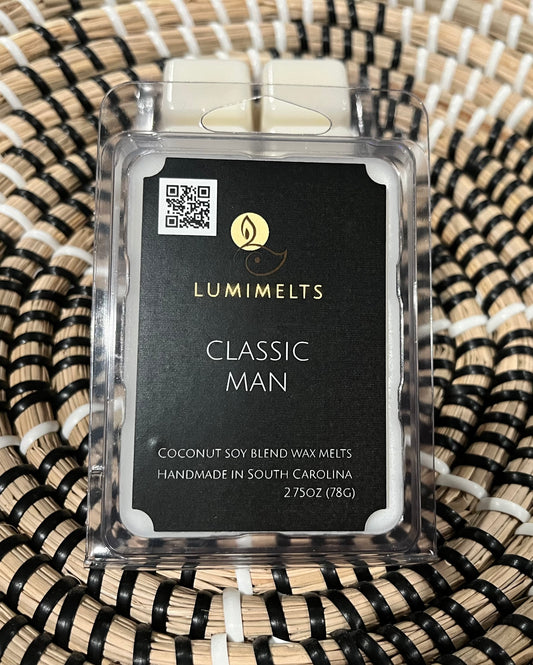 LUMIMELTS
CLASSIC
MAN
COCONUT SOY BLEND WAX MELTS
HANDMADE IN SOUTH CAROLINA
2.75OZ (78G)